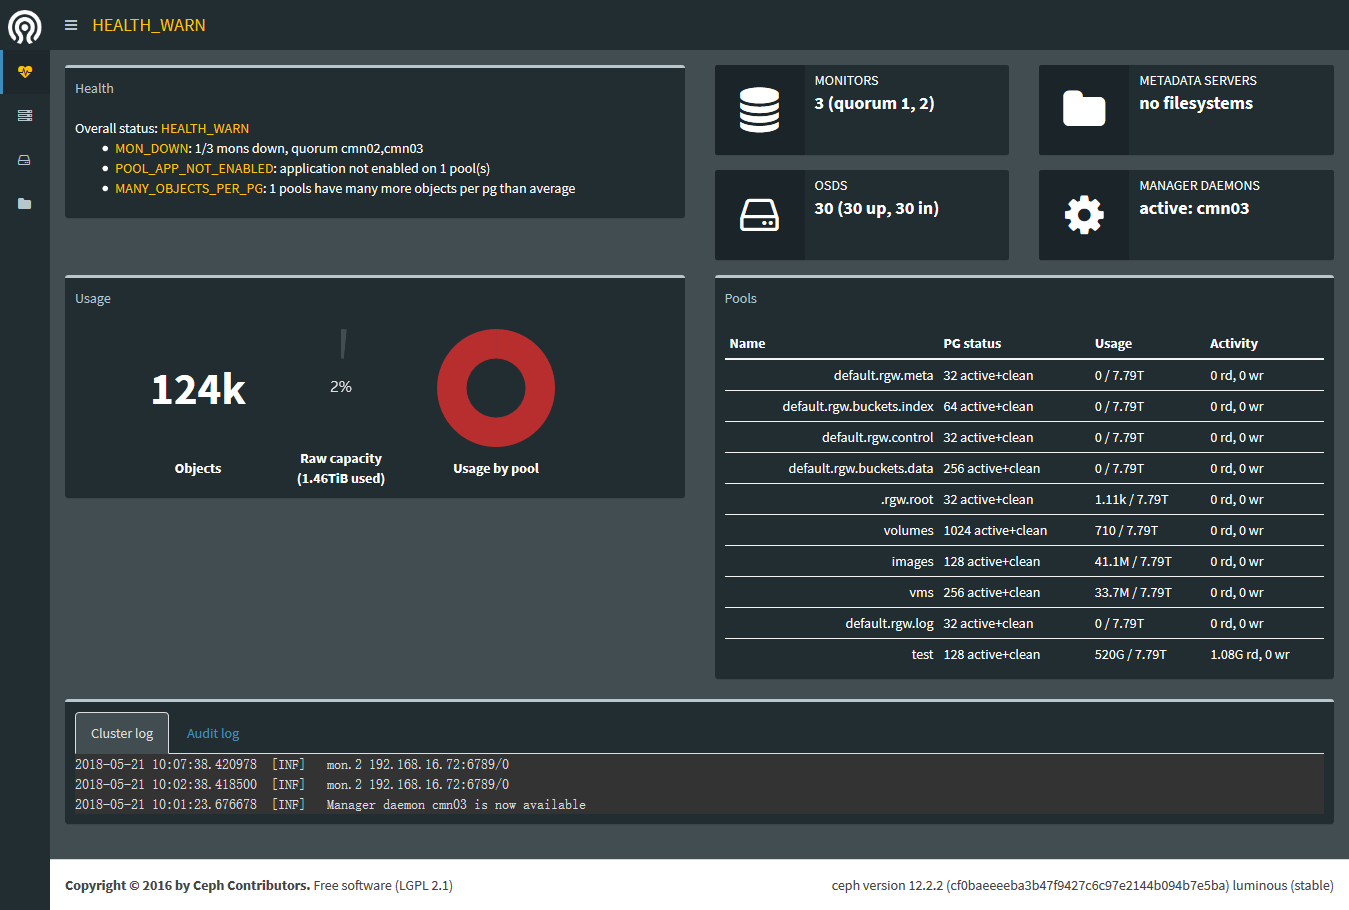 HEALTH_WARN
Health
Overall status: HEALTH_WARN
MON_DOWN: 1/3 mons down, quorum cmn02,cmn03
POOL_APP_NOT_ENABLED: application not enabled on 1 pool(s)
MANY_OBJECTS_PER_PG: 1 pools have many more objects per pg than average
MONITORS
3 (quorum 1, 2)
METADATA SERVERS
no filesystems
OSDS
30 (30 up, 30 in)
MANAGER DAEMONS
active: cmn03
Usage
124k
Objects
2%
Raw capacity
(1.46TiB used)
Usage by pool
Pools
Name PG status Usage Activity
default.rgw.meta 32 active+clean 0 / 7.79T 0 rd, 0 wr
default.rgw.buckets.index 64 active+clean 0 / 7.79T 0 rd, 0 wr
default.rgw.control 32 active+clean 0 / 7.79T 0 rd, 0 wr
default.rgw.buckets.data 256 active+clean 0 / 7.79T 0 rd, 0 wr
.rgw.root 32 active+clean 1.11k / 7.79T 0 rd, 0 wr
volumes 1024 active+clean 710 / 7.79T 0 rd, 0 wr
images 128 active+clean 41.1M / 7.79T 0 rd, 0 wr
vms 256 active+clean 33.7M / 7.79T 0 rd, 0 wr
default.rgw.log 32 active+clean 0 / 7.79T 0 rd, 0 wr
test 128 active+clean 520G / 7.79T 1.08G rd, 0 wr
Cluster log Audit log
2018-05-21 10:07:38.420978 [INF] mon.2 192.168.16.72:6789/0
2018-05-21 10:02:38.418500 [INF] mon.2 192.168.16.72:6789/0
2018-05-21 10:01:23.676678 [INF] Manager daemon cmn03 is now available
Copyright © 2016 by Ceph Contributors. Free software (LGPL 2.1)
ceph version 12.2.2 (cf0baeeeeba3b47f9427c6c97e2144b094b7e5ba) luminous (stable)